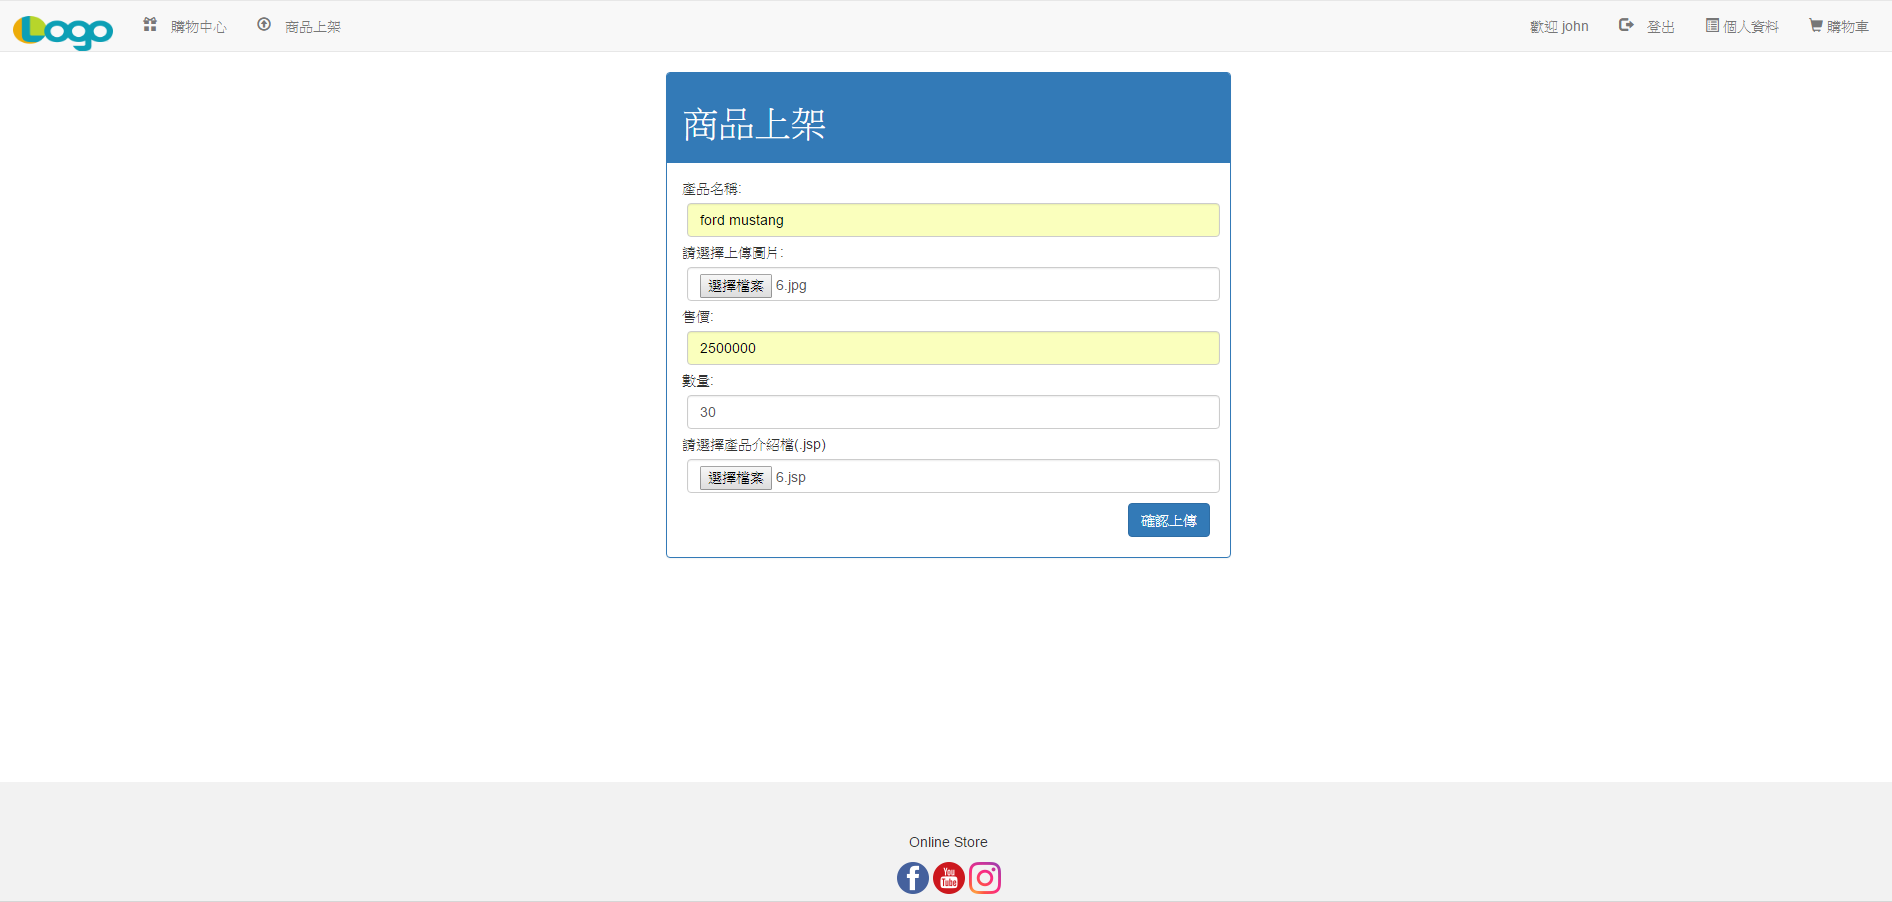 Logo
購物中心
商品上架
歡迎 john
登出
個人資料
購物車
商品上架
產品名稱:
ford mustang
請選擇上傳圖片:
選擇檔案 6.jpg
售價:
2500000
數量:
30
請選擇產品介紹檔(.jsp)
選擇檔案 6.jsp
確認上傳
Online Store
f You Tube